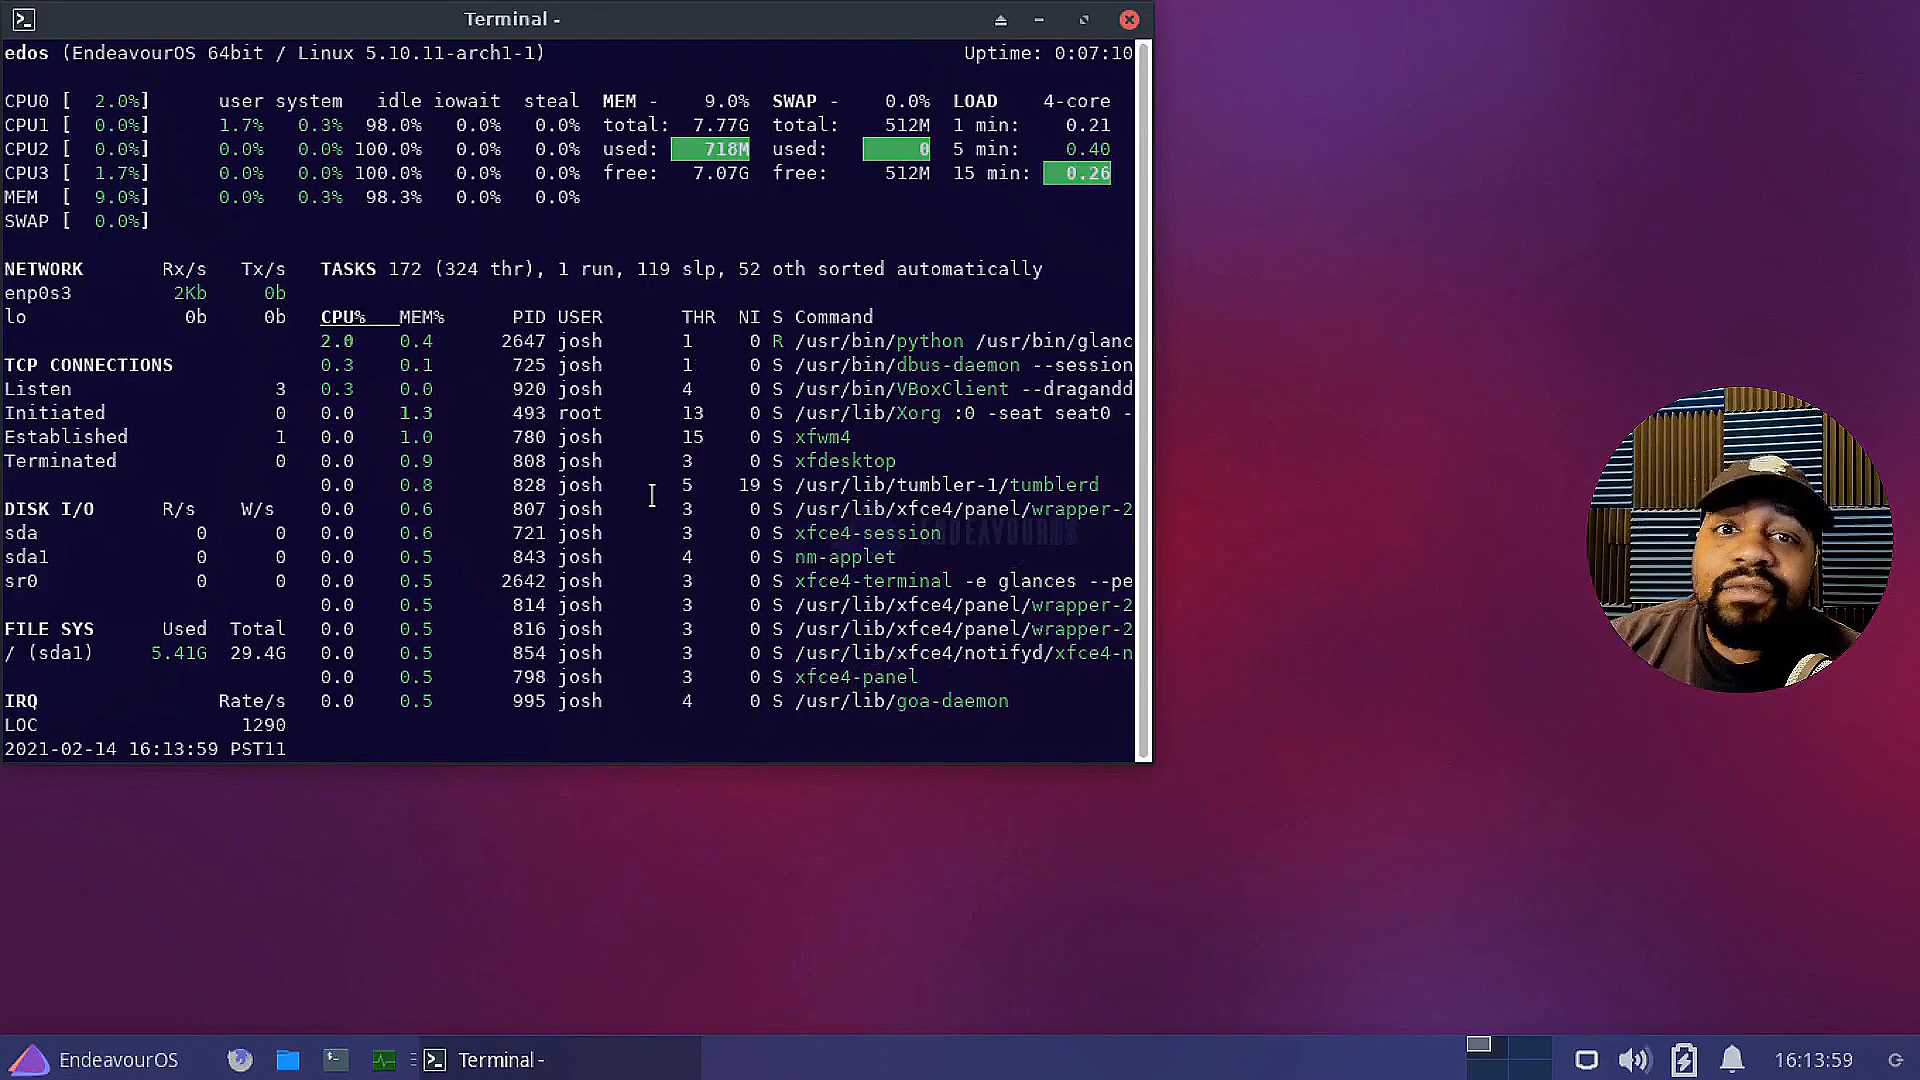 Terminal -
edos (EndeavourOS 64bit / Linux 5.10.11-arch1-1) Uptime: 0:07:10
CPU0 [ 2.0%] user system idle iowait steal MEM - 9.0% SWAP - 0.0% LOAD 4-core
CPU1 [ 0.0%] 1.7% 0.3% 98.0% 0.0% 0.0% total: 7.77G total: 512M 1 min: 0.21
CPU2 [ 0.0%] 0.0% 0.0% 100.0% 0.0% 0.0% used: 718M used: 0 5 min: 0.40
CPU3 [ 1.7%] 0.0% 0.0% 100.0% 0.0% 0.0% free: 7.07G free: 512M 15 min: 0.26
MEM [ 9.0%] 0.0% 0.3% 98.3% 0.0% 0.0%
SWAP [ 0.0%]
NETWORK Rx/s Tx/s TASKS 172 (324 thr), 1 run, 119 slp, 52 oth sorted automatically
enp0s3 2Kb 0b
lo 0b 0b CPU% MEM% PID USER THR NI S Command
2.0 0.4 2647 josh 1 0 R /usr/bin/python /usr/bin/glanc
TCP CONNECTIONS 0.3 0.1 725 josh 1 0 S /usr/bin/dbus-daemon --session
Listen 3 0.3 0.0 920 josh 4 0 S /usr/bin/VBoxClient --dragandd
Initiated 0 0.0 1.3 493 root 13 0 S /usr/lib/Xorg :0 -seat seat0 -
Established 1 0.0 1.0 780 josh 15 0 S xfwm4
Terminated 0 0.0 0.9 808 josh 3 0 S xfdesktop
0.0 0.8 828 josh 5 19 S /usr/lib/tumbler-1/tumblerd
DISK I/O R/s W/s 0.0 0.6 807 josh 3 0 S /usr/lib/xfce4/panel/wrapper-2
sda 0 0 0.0 0.6 721 josh 3 0 S xfce4-session
ENDEAVOUROS
sda1 0 0 0.0 0.5 843 josh 4 0 S nm-applet
sr0 0 0 0.0 0.5 2642 josh 3 0 S xfce4-terminal -e glances --pe
0.0 0.5 814 josh 3 0 S /usr/lib/xfce4/panel/wrapper-2
FILE SYS Used Total 0.0 0.5 816 josh 3 0 S /usr/lib/xfce4/panel/wrapper-2
/ (sda1) 5.41G 29.4G 0.0 0.5 854 josh 3 0 S /usr/lib/xfce4/notifyd/xfce4-n
0.0 0.5 798 josh 3 0 S xfce4-panel
IRQ Rate/s 0.0 0.5 995 josh 4 0 S /usr/lib/goa-daemon
LOC 1290
2021-02-14 16:13:59 PST11
EndeavourOS Terminal - 16:13:59